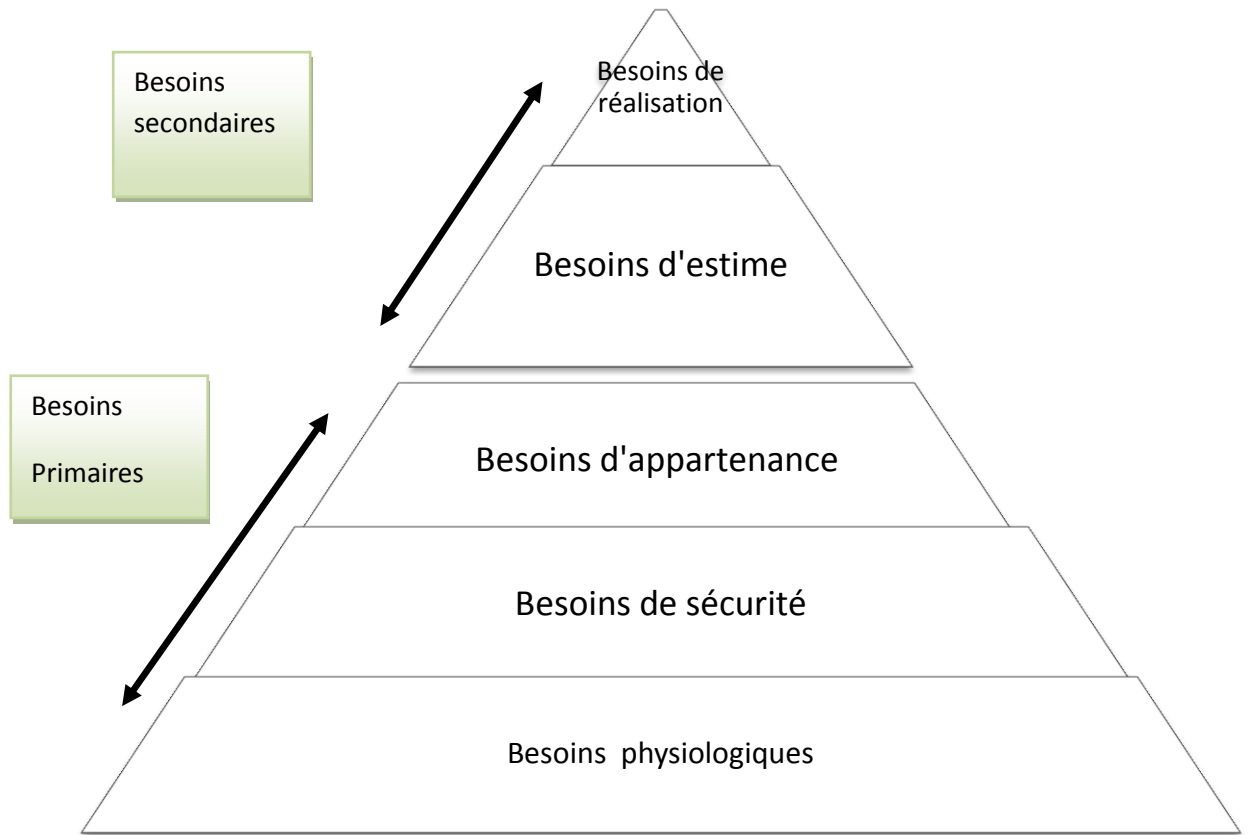 Besoins
secondaires
Besoins de
réalisation
Besoins d'estime
Besoins
Primaires
Besoins d'appartenance
Besoins de sécurité
Besoins physiologiques